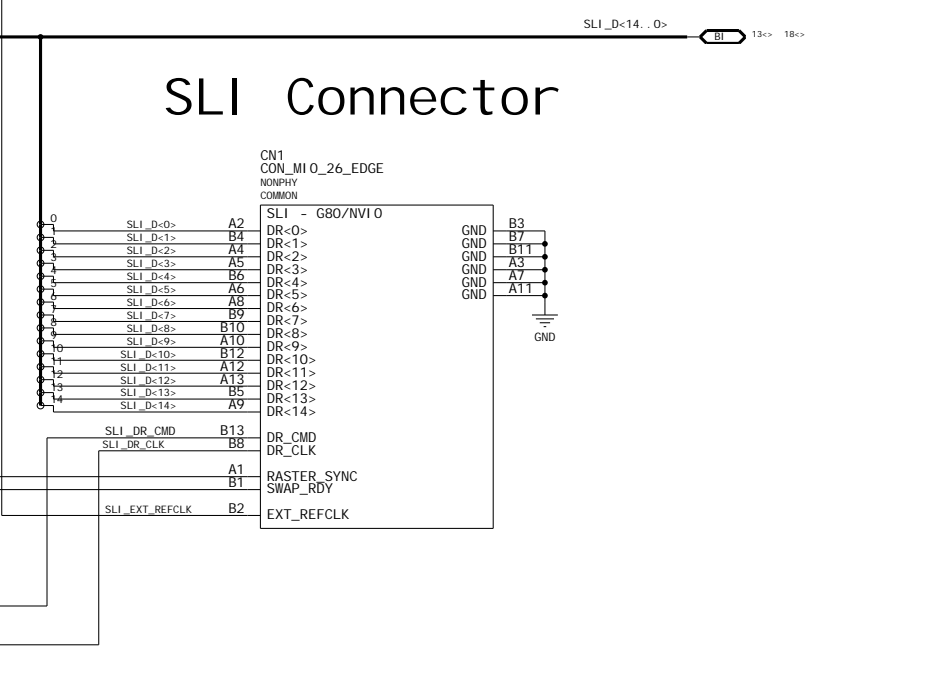 SLI_D<14..0>
BI 13<> 18<>
SLI Connector
CN1
CON_MIO_26_EDGE
NONPHY
COMMON
SLI - G80/NVIO
0 SLI_D<0> A2 DR<0> GND B3
1 SLI_D<1> B4 DR<1> GND B7
2 SLI_D<2> A4 DR<2> GND B11
3 SLI_D<3> A5 DR<3> GND A3
4 SLI_D<4> B6 DR<4> GND A7
5 SLI_D<5> A6 DR<5> GND A11
6 SLI_D<6> A8 DR<6>
7 SLI_D<7> B9 DR<7>
8 SLI_D<8> B10 DR<8>
9 SLI_D<9> A10 DR<9>
10 SLI_D<10> B12 DR<10>
11 SLI_D<11> A12 DR<11>
12 SLI_D<12> A13 DR<12>
13 SLI_D<13> B5 DR<13>
14 SLI_D<14> A9 DR<14>
GND
SLI_DR_CMD B13 DR_CMD
SLI_DR_CLK B8 DR_CLK
A1 RASTER_SYNC
B1 SWAP_RDY
SLI_EXT_REFCLK B2 EXT_REFCLK